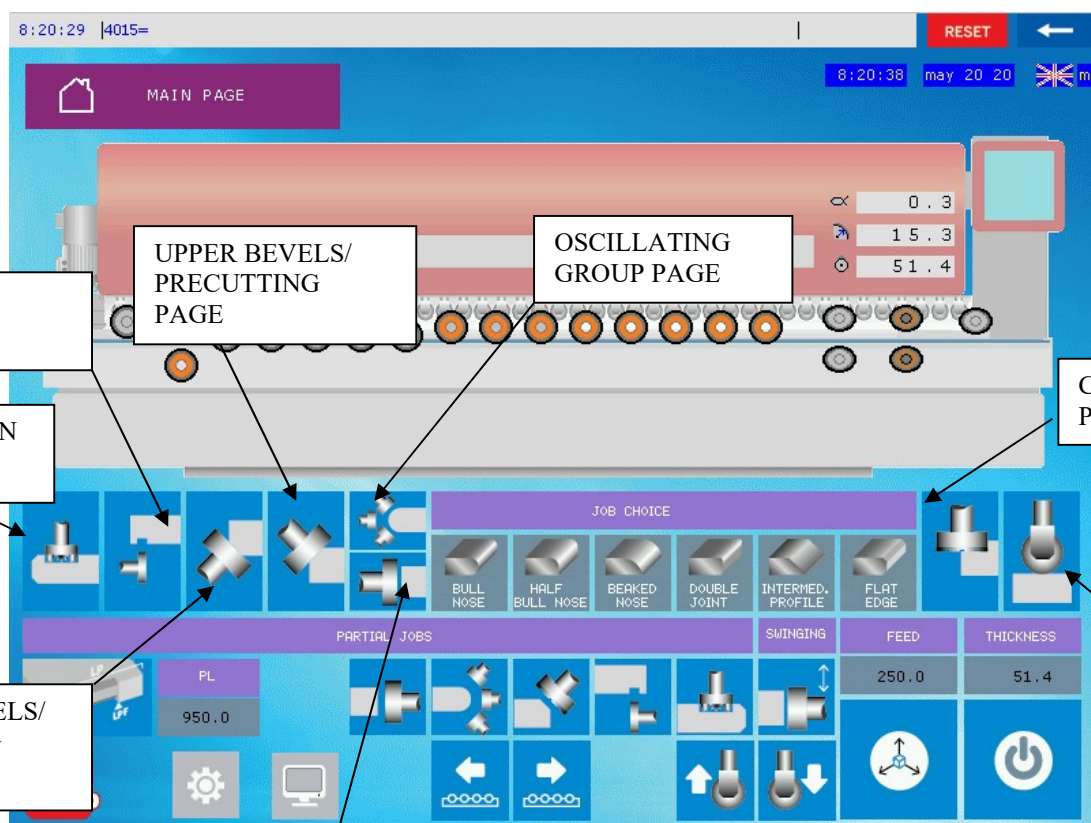 8:20:29 |4015=
RESET
MAIN PAGE
8:20:38 may 20 20
m
0.3
15.3
51.4
UPPER BEVELS/
PRECUTTING
PAGE
OSCILLATING
GROUP PAGE
C
P
N
JOB CHOICE
BULL
NOSE
HALF
BULL NOSE
BEAKED
NOSE
DOUBLE
JOINT
INTERMED.
PROFILE
FLAT
EDGE
PARTIAL JOBS
SWINGING
FEED
THICKNESS
LP
LPF
PL
950.0
250.0
51.4
ELS/